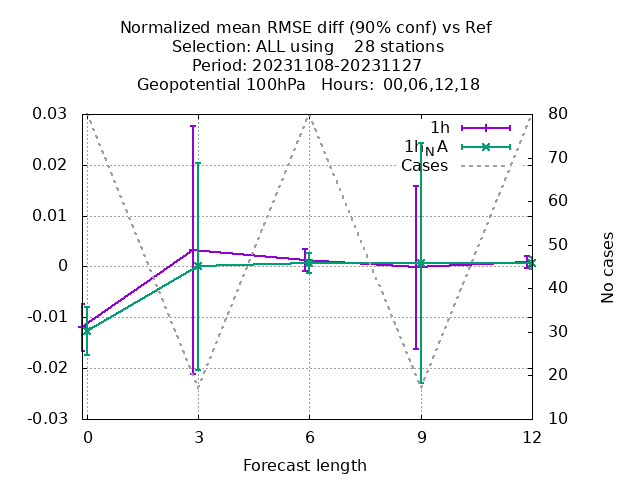 Normalized mean RMSE diff (90% conf) vs Ref
Selection: ALL using    28 stations
Period: 20231108-20231127
Geopotential 100hPa   Hours: 00,06,12,18
1h
1h_NA
Cases
0.03
0.02
0.01
0
-0.01
-0.02
-0.03
80
70
60
50
40
30
20
10
No cases
0 3 6 9 12
Forecast length